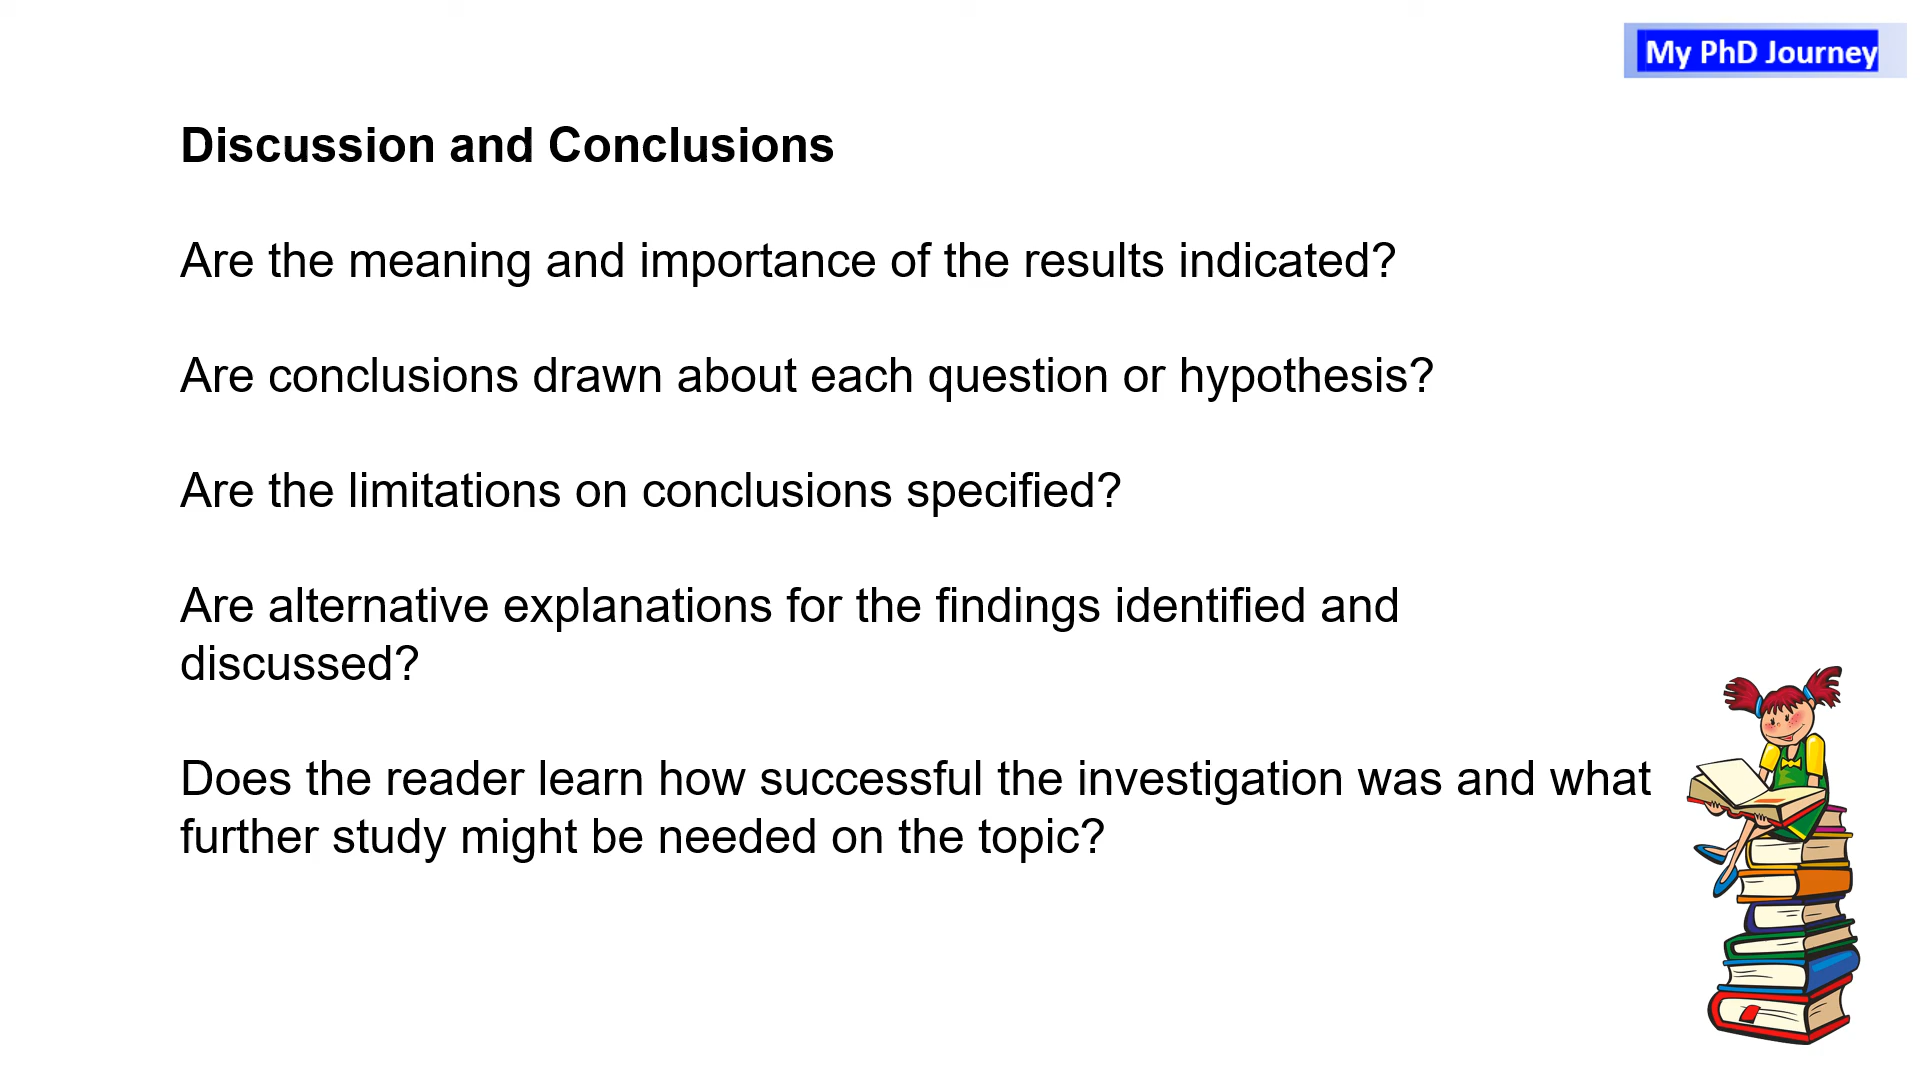 My PhD Journey
Discussion and Conclusions
Are the meaning and importance of the results indicated?
Are conclusions drawn about each question or hypothesis?
Are the limitations on conclusions specified?
Are alternative explanations for the findings identified and
discussed?
Does the reader learn how successful the investigation was and what
further study might be needed on the topic?